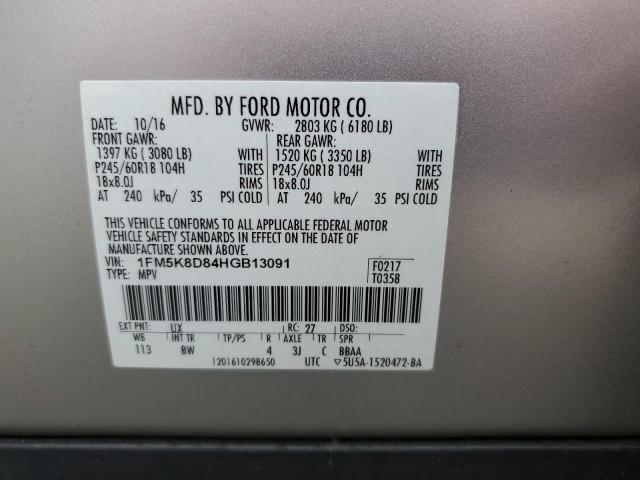 MFD. BY FORD MOTOR CO.
DATE: 10/16 GVWR: 2803 KG ( 6180 LB)
FRONT GAWR: REAR GAWR:
1397 KG ( 3080 LB) WITH 1520 KG ( 3350 LB) WITH
P245/60R18 104H TIRES P245/60R18 104H TIRES
18x8.0J RIMS 18x8.0J RIMS
AT 240 kPa/ 35 PSI COLD AT 240 kPa/ 35 PSI COLD
THIS VEHICLE CONFORMS TO ALL APPLICABLE FEDERAL MOTOR
VEHICLE SAFETY STANDARDS IN EFFECT ON THE DATE OF
MANUFACTURE SHOWN ABOVE.
VIN: 1FM5K8D84HGB13091 F0217
TYPE: MPV T0358
EXT PNT: UX RC: 27 DSO:
WB INT TR TP/PS R AXLE TR SPR
113 BW 4 3J C BBAA
1201610298650 UTC 5U5A-1520472-BA